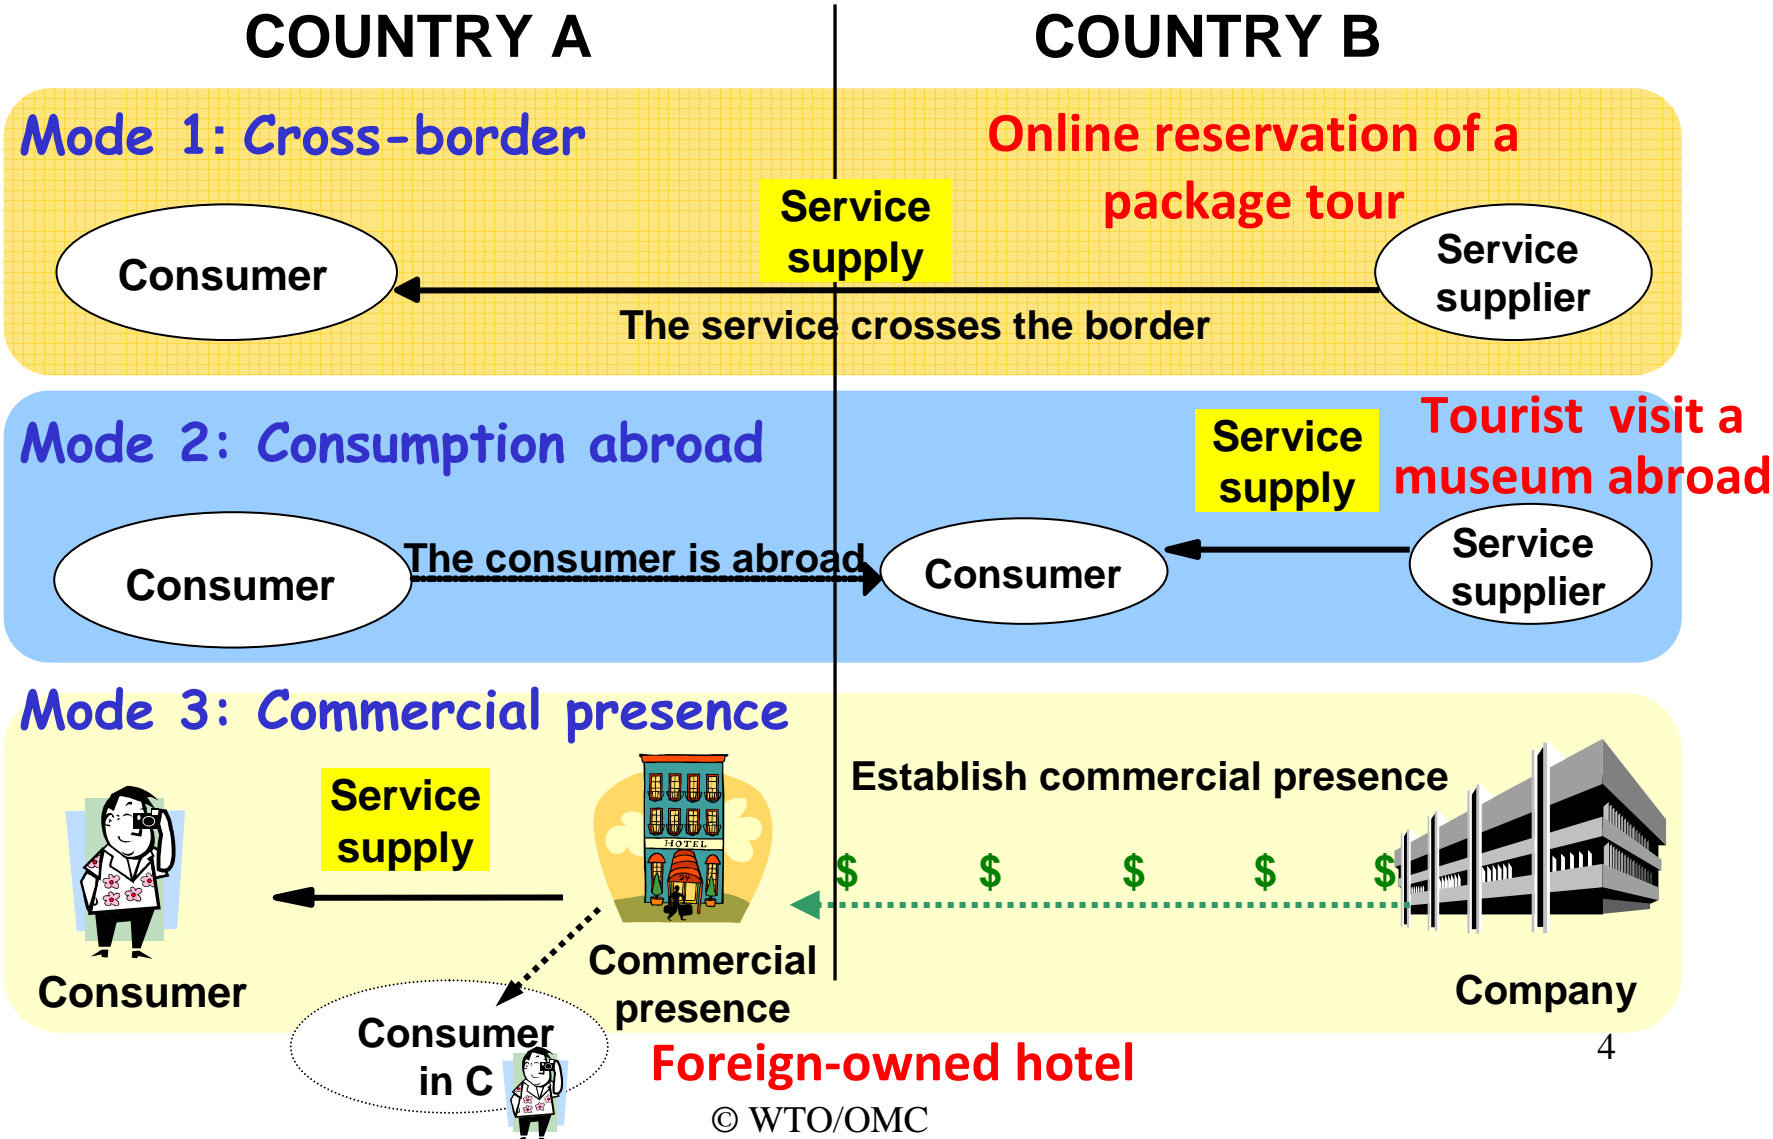 COUNTRY A
COUNTRY B
Mode 1: Cross-border
Online reservation of a
package tour
Service
supply
Consumer
Service
supplier
The service crosses the border
Mode 2: Consumption abroad
Service
supply
Tourist visit a
museum abroad
The consumer is abroad
Consumer
Consumer
Service
supplier
Mode 3: Commercial presence
Service
supply
Establish commercial presence
HOTEL
24
$ $ $ $ $
Consumer
Commercial
presence
Company
Consumer
in C
Foreign-owned hotel
4
© WTO/OMC